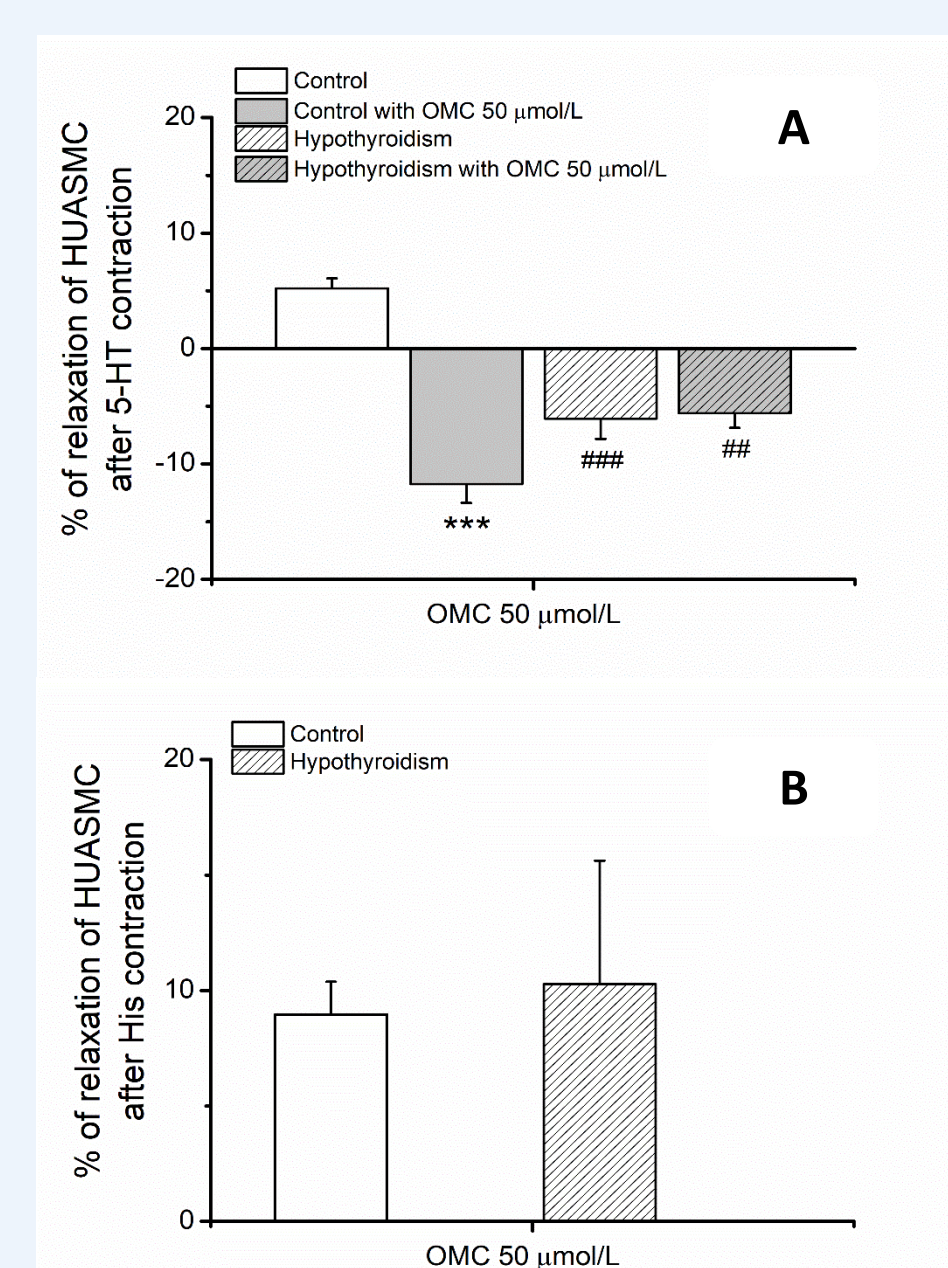 Control
Control with OMC 50 μmol/L
Hypothyroidism
Hypothyroidism with OMC 50 μmol/L
A
% of relaxation of HUASMC
after 5-HT contraction
20
10
0
-10
-20
***
###
##
OMC 50 μmol/L
Control
Hypothyroidism
B
% of relaxation of HUASMC
after His contraction
20
10
0
OMC 50 μmol/L